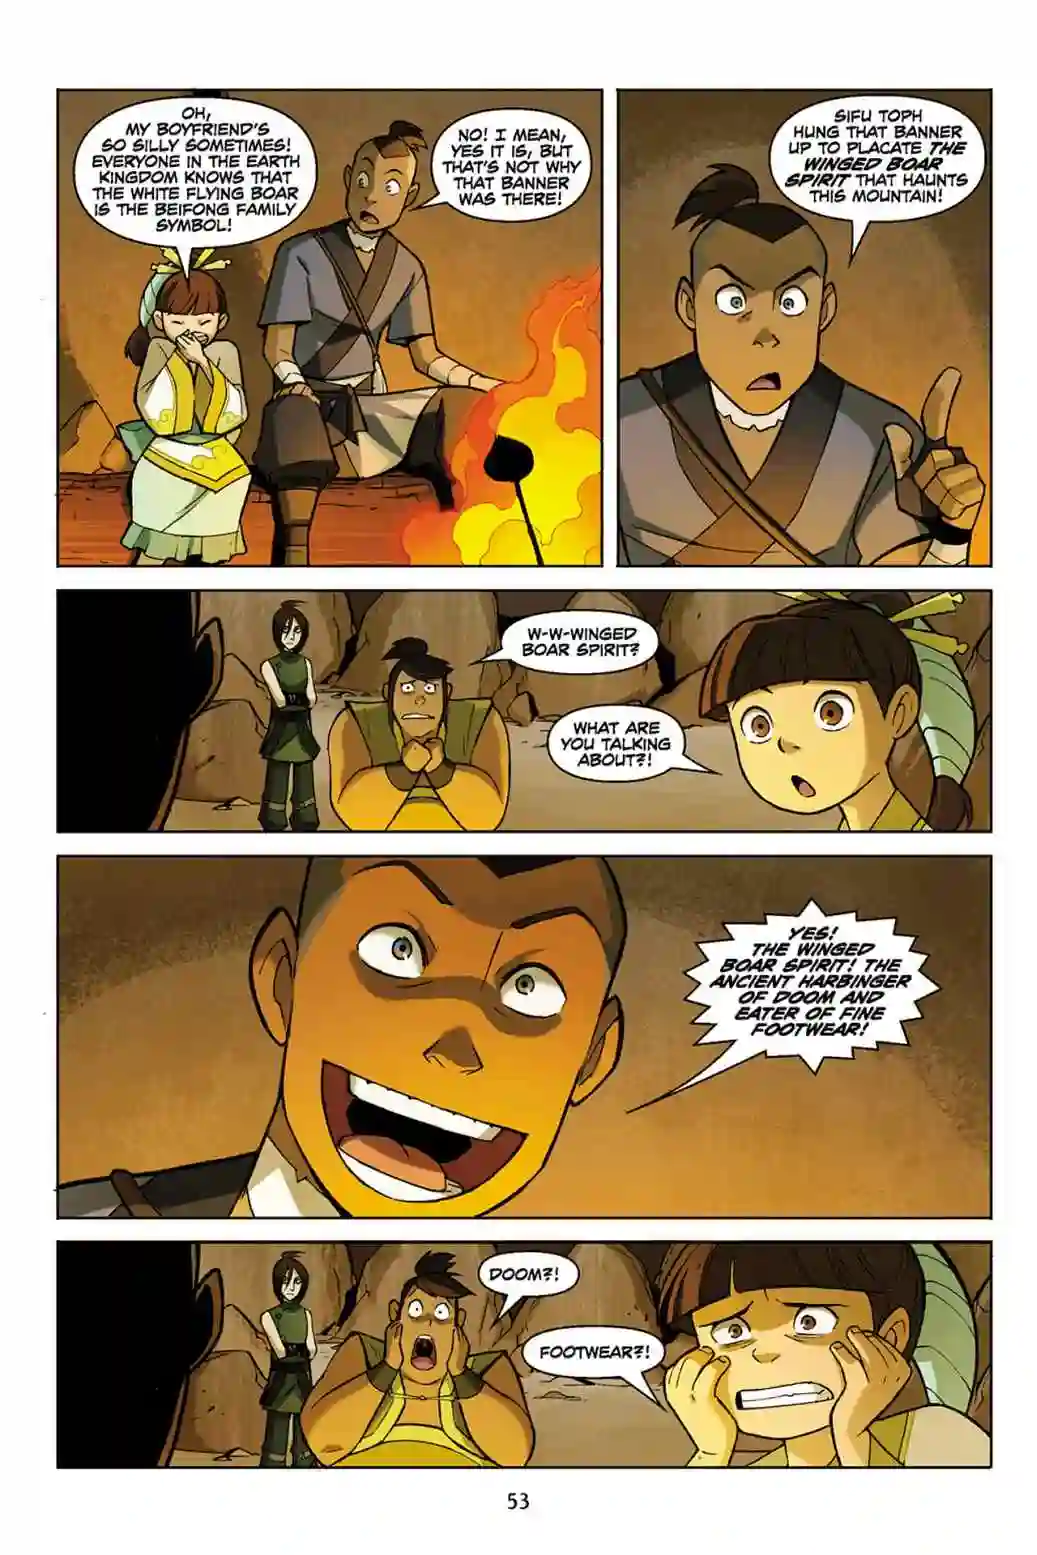 OH,
MY BOYFRIEND'S
SO SILLY SOMETIMES!
EVERYONE IN THE EARTH
KINGDOM KNOWS THAT
THE WHITE FLYING BOAR
IS THE BEIFONG FAMILY
SYMBOL!
NO! I MEAN,
YES IT IS, BUT
THAT'S NOT WHY
THAT BANNER
WAS THERE!
SIFU TOPH
HUNG THAT BANNER
UP TO PLACATE THE
WINGED BOAR
SPIRIT THAT HAUNTS
THIS MOUNTAIN!
W-W-WINGED
BOAR SPIRIT?
WHAT ARE
YOU TALKING
ABOUT?!
YES!
THE WINGED
BOAR SPIRIT! THE
ANCIENT HARBINGER
OF DOOM AND
EATER OF FINE
FOOTWEAR!
DOOM?!
FOOTWEAR?!
53